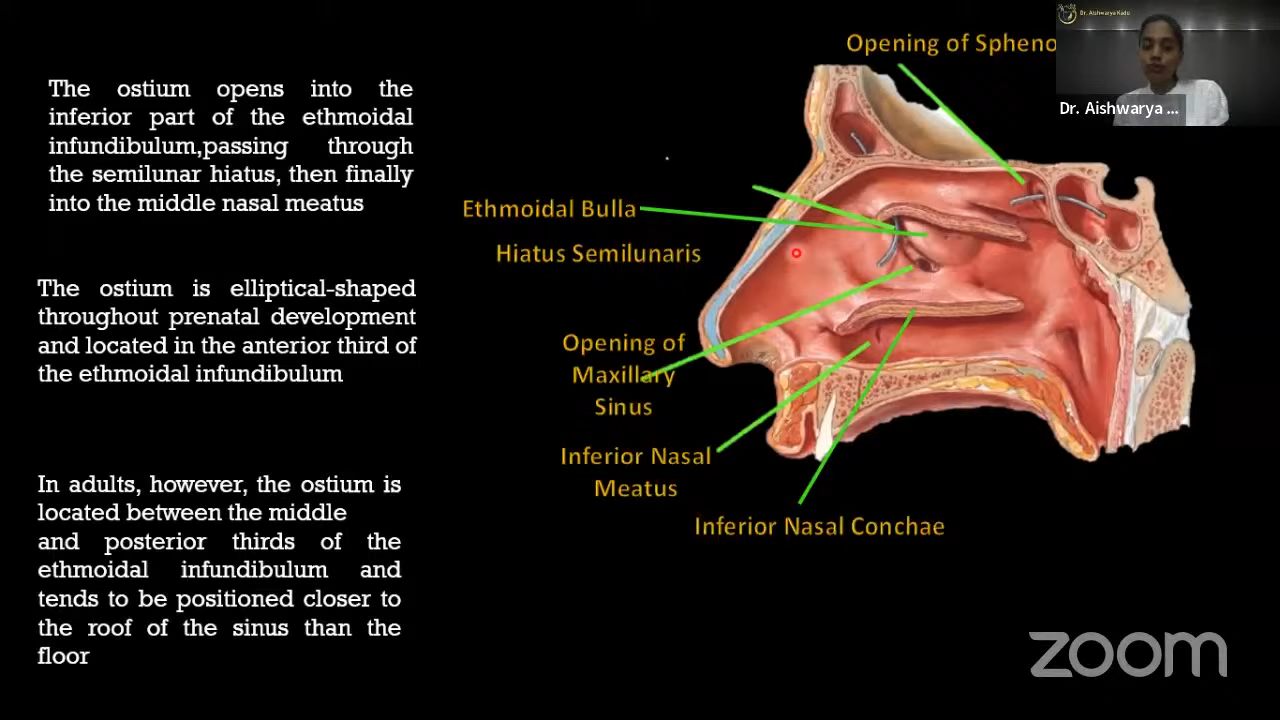 The ostium opens into the
inferior part of the ethmoidal
infundibulum,passing through
the semilunar hiatus, then finally
into the middle nasal meatus
The ostium is elliptical-shaped
throughout prenatal development
and located in the anterior third of
the ethmoidal infundibulum
In adults, however, the ostium is
located between the middle
and posterior thirds of the
ethmoidal infundibulum and
tends to be positioned closer to
the roof of the sinus than the
floor
Opening of Spheno
Ethmoidal Bulla
Hiatus Semilunaris
Opening of
Maxillary
Sinus
Inferior Nasal
Meatus
Inferior Nasal Conchae
Dr. Aishwarya Kadu
Dr. Aishwarya ...
zoom